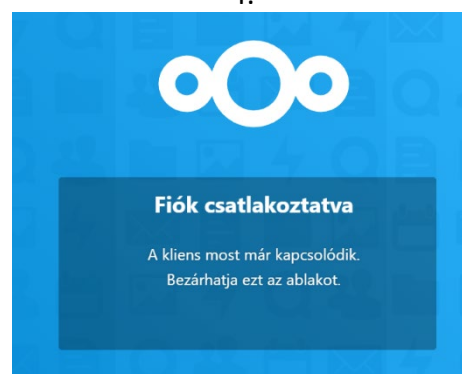 Fiók csatlakoztatva
A kliens most már kapcsolódik.
Bezárhatja ezt az ablakot.